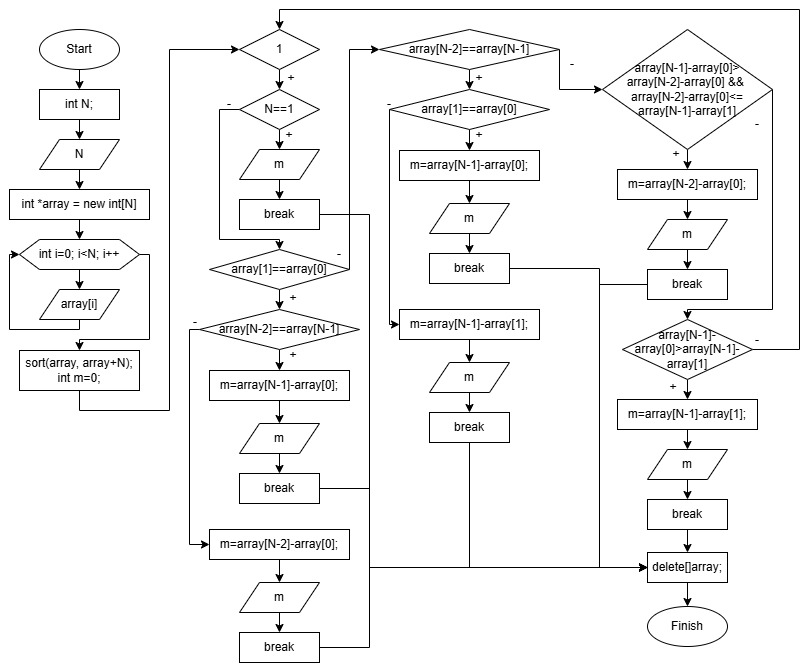 Start
int N;
N
int *array = new int[N]
int i=0; i<N; i++
array[i]
sort(array, array+N);
int m=0;
1
+
-
N==1
+
m
break
array[1]==array[0]
-
+
-
array[N-2]==array[N-1]
+
m=array[N-1]-array[0];
m
break
m=array[N-2]-array[0];
m
break
array[N-2]==array[N-1]
-
+
-
array[1]==array[0]
+
m=array[N-1]-array[0];
m
break
m=array[N-1]-array[1];
m
break
array[N-1]-array[0]>
array[N-2]-array[0] &&
array[N-2]-array[0]<=
array[N-1]-array[1]
-
+
m=array[N-2]-array[0];
m
break
array[N-1]-
array[0]>array[N-1]-
array[1]
-
+
m=array[N-1]-array[1];
m
break
delete[]array;
Finish